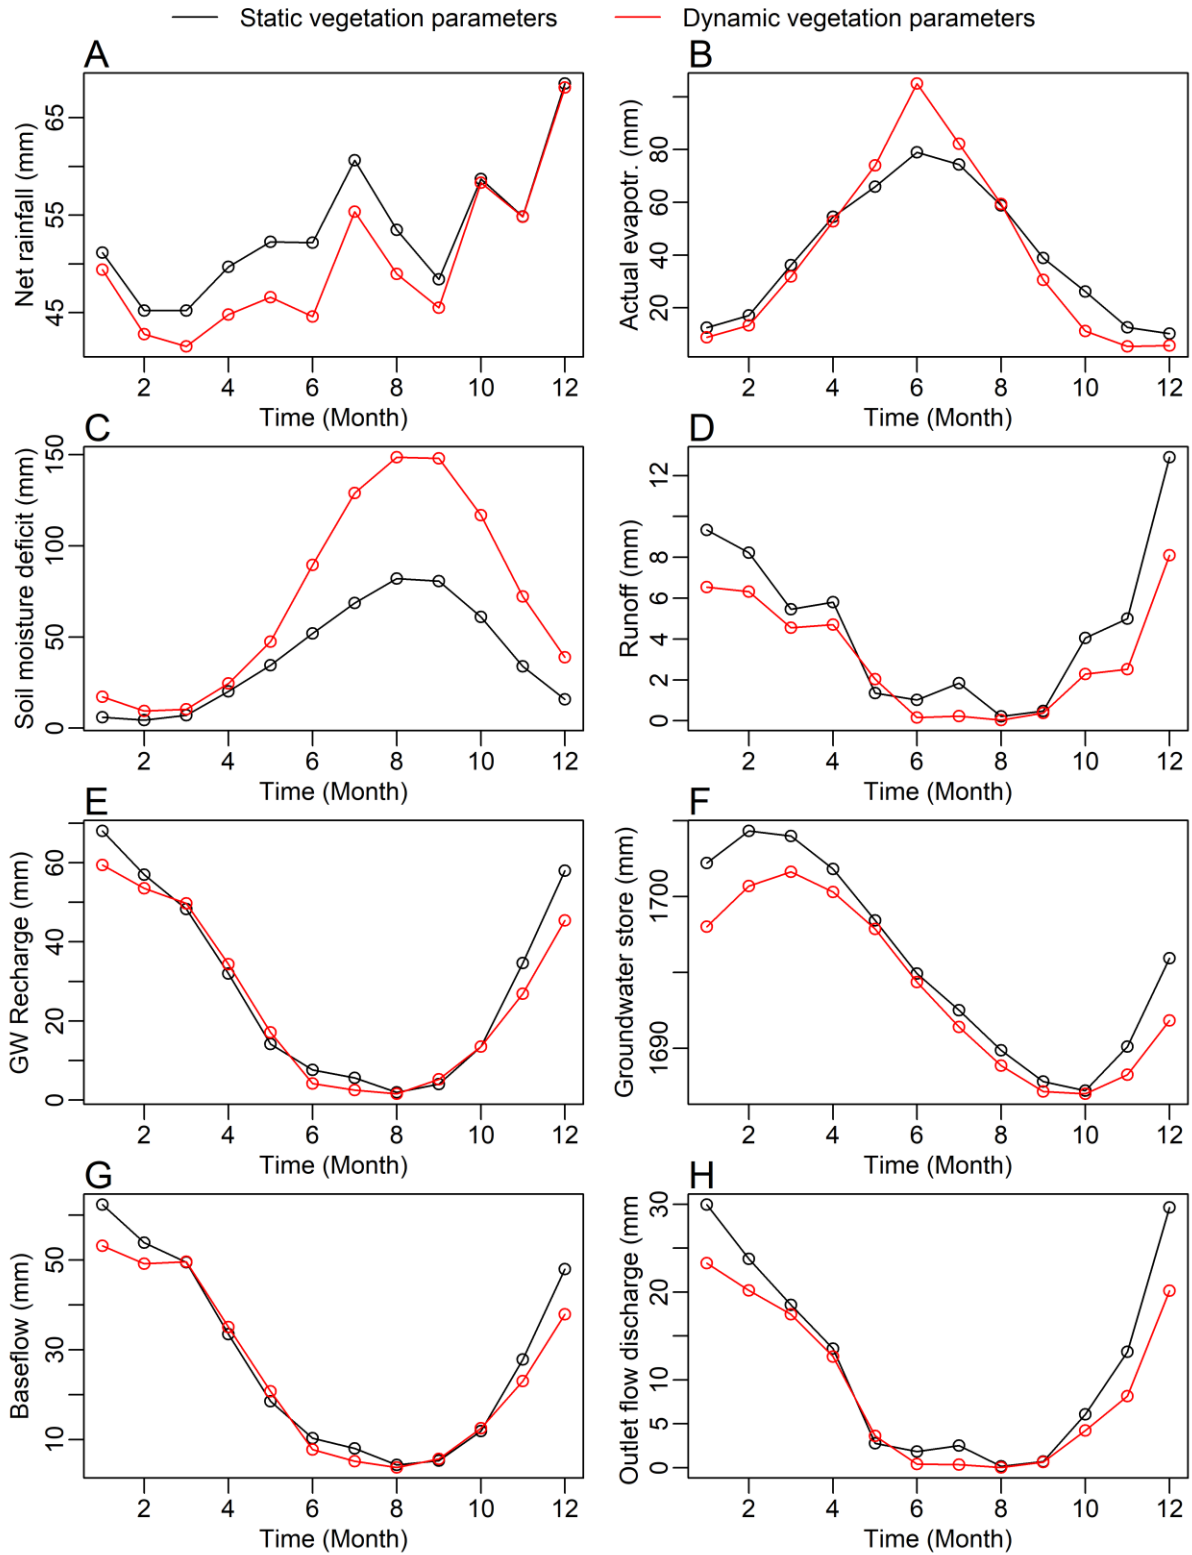 Static vegetation parameters Dynamic vegetation parameters
A
Net rainfall (mm)
45 55 65
2 4 6 8 10 12
Time (Month)
B
Actual evapotr. (mm)
20 40 60 80
2 4 6 8 10 12
Time (Month)
C
Soil moisture deficit (mm)
0 50 100 150
2 4 6 8 10 12
Time (Month)
D
Runoff (mm)
0 2 4 6 8 12
2 4 6 8 10 12
Time (Month)
E
GW Recharge (mm)
0 20 40 60
2 4 6 8 10 12
Time (Month)
F
Groundwater store (mm)
1690 1700
2 4 6 8 10 12
Time (Month)
G
Baseflow (mm)
10 30 50
2 4 6 8 10 12
Time (Month)
H
Outlet flow discharge (mm
0 5 10 20 30
2 4 6 8 10 12
Time (Month)